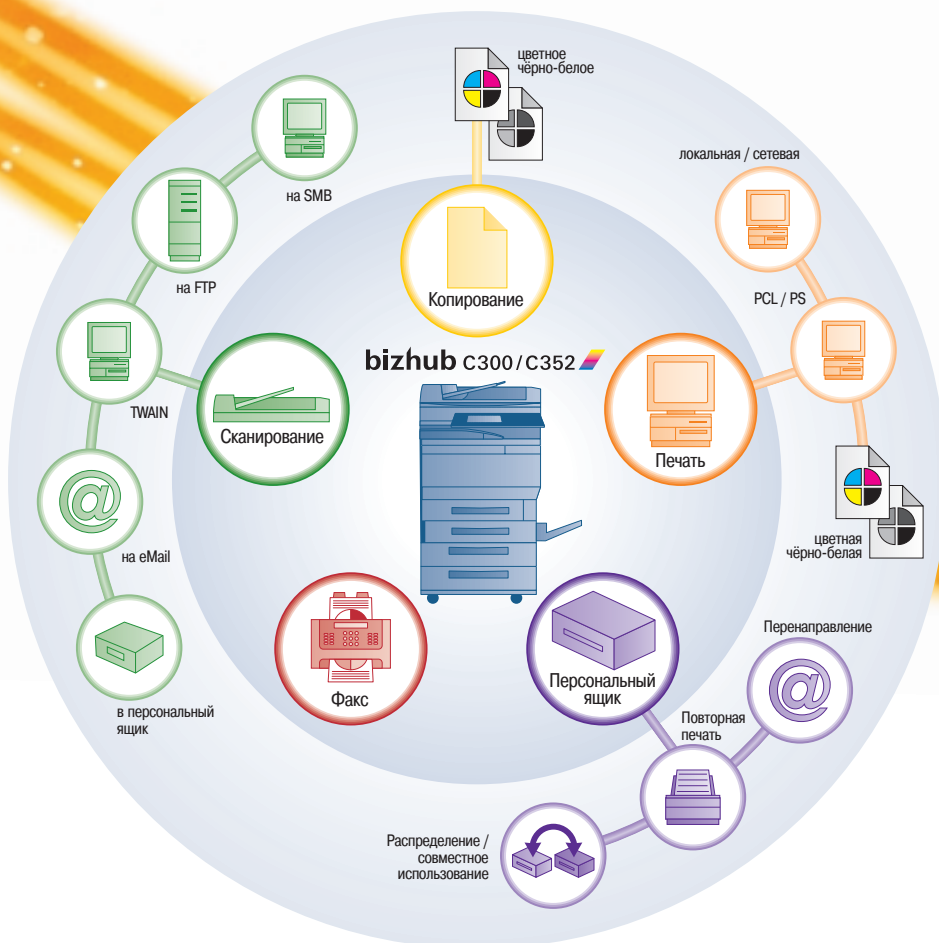 цветное
чёрно-белое
локальная / сетевая
на SMB
на FTP
Копирование
PCL / PS
bizhub C300/C352
TWAIN
Сканирование
Печать
цветная
чёрно-белая
на eMail
Факс
Персональный
ящик
Перенаправление
в персональный
ящик
Повторная
печать
Распределение /
совместное
использование